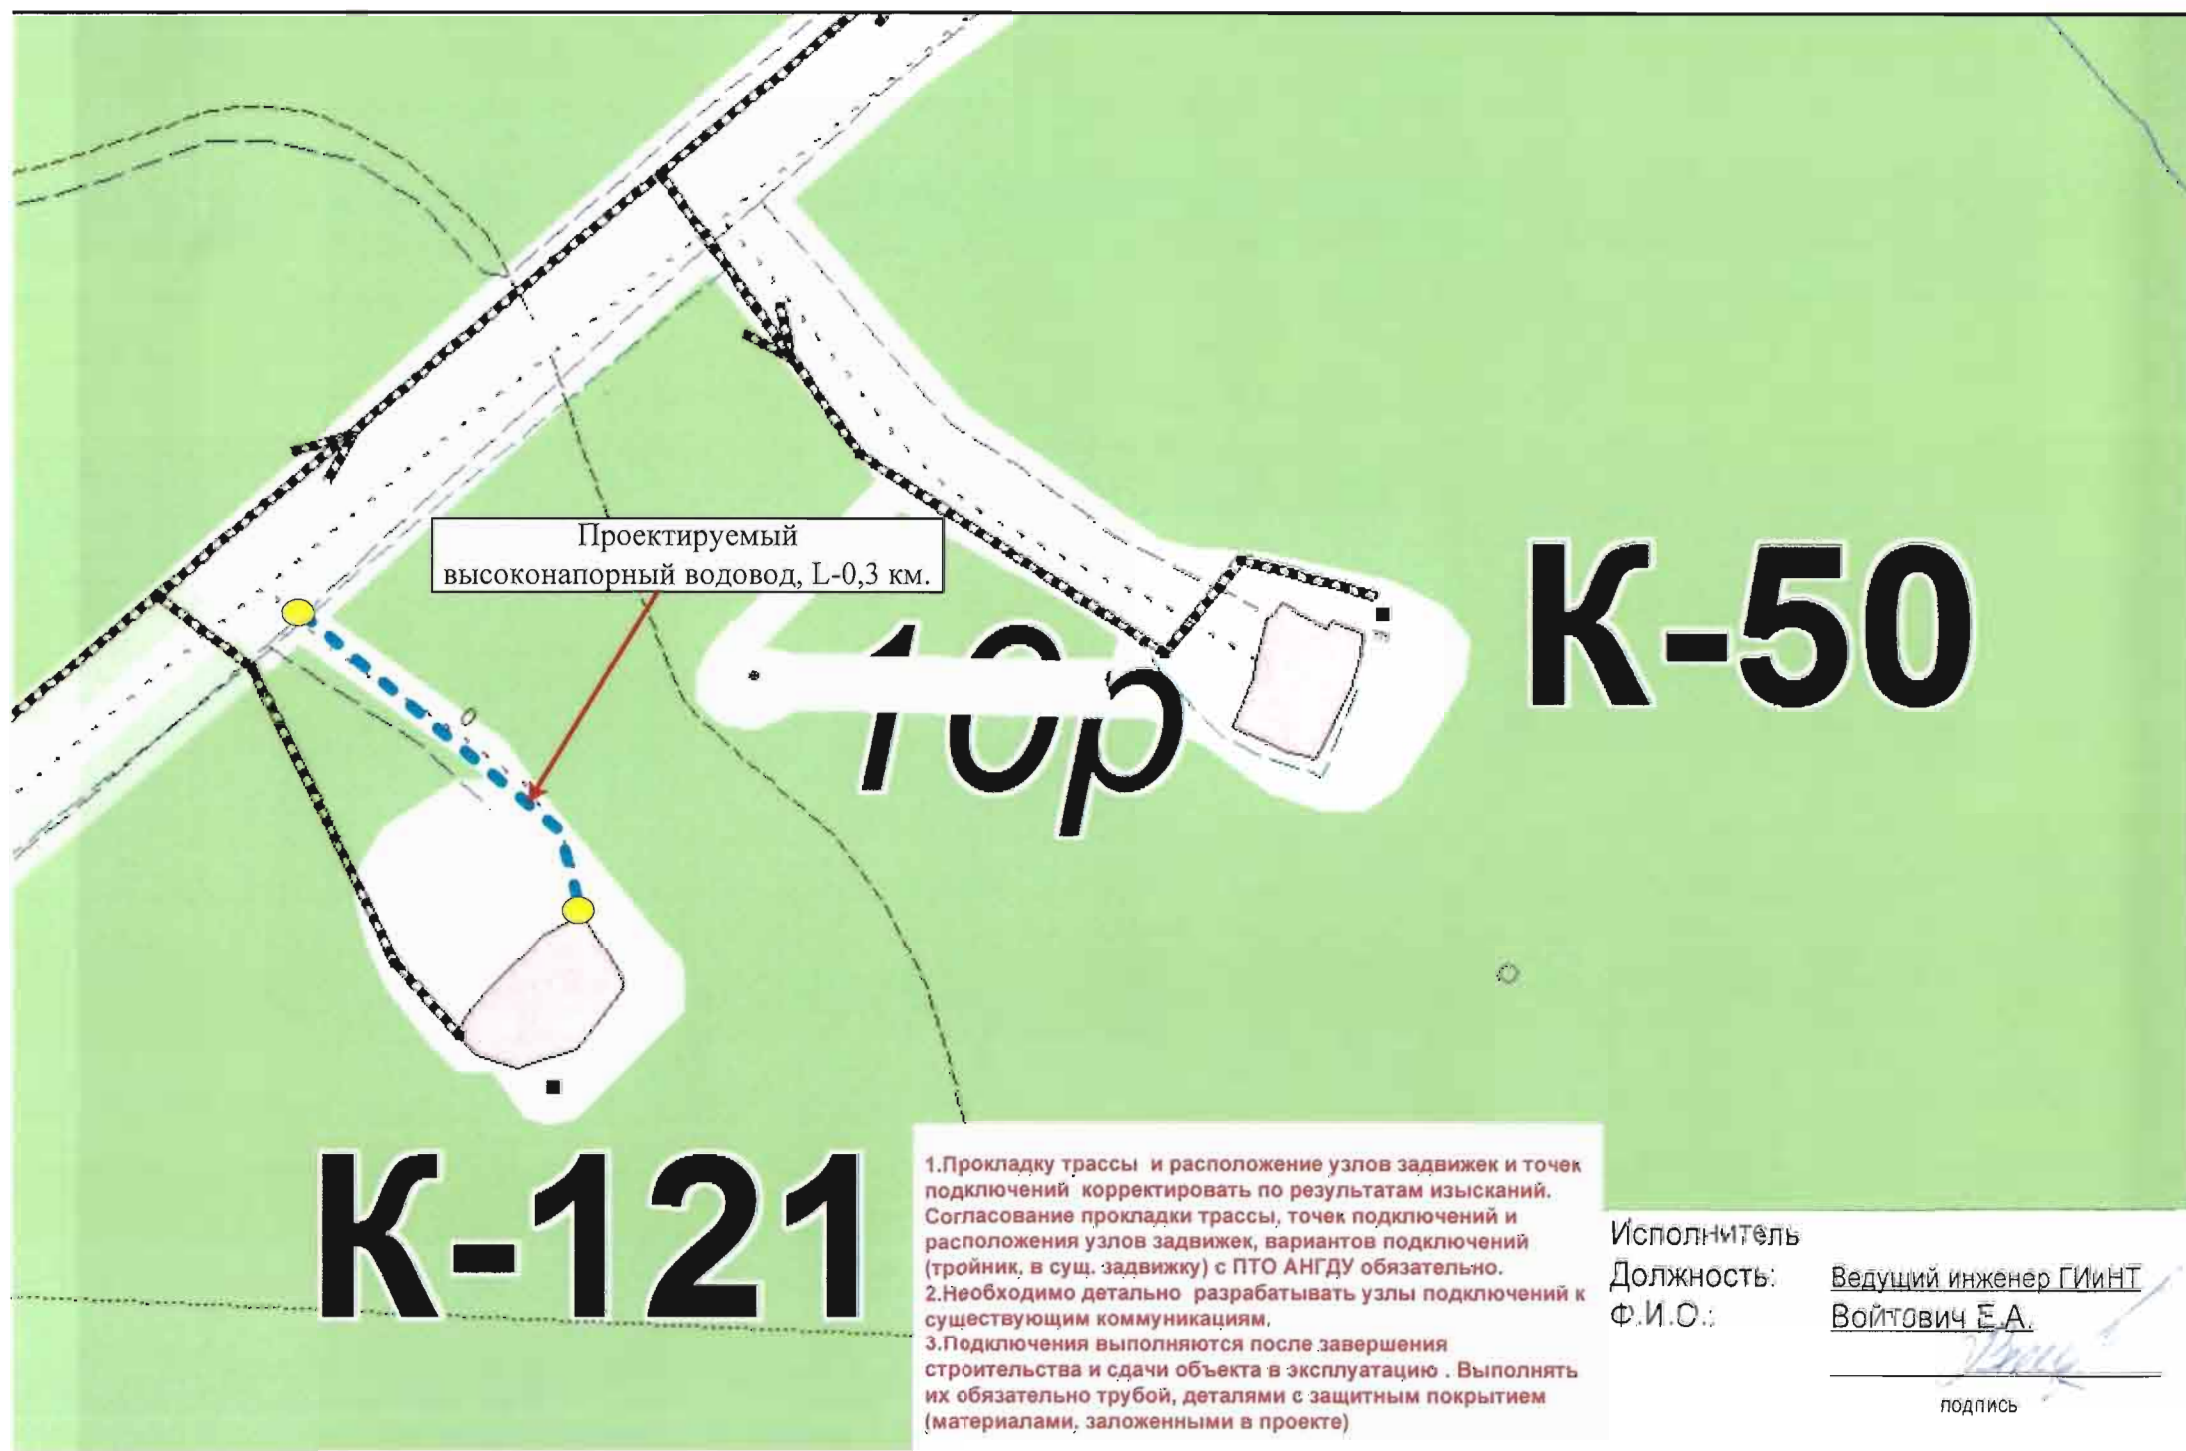 Проектируемый
высоконапорный водовод, L-0,3 км.
К-50
10р
К-121
1.Прокладку трассы и расположение узлов задвижек и точек
подключений корректировать по результатам изысканий.
Согласование прокладки трассы, точек подключений и
расположения узлов задвижек, вариантов подключений
(тройник, в сущ. задвижку) с ПТО АНГДУ обязательно.
2.Необходимо детально разрабатывать узлы подключений к
существующим коммуникациям.
3.Подключения выполняются после завершения
строительства и сдачи объекта в эксплуатацию . Выполнять
их обязательно трубой, деталями с защитным покрытием
(материалами, заложенными в проекте)
Исполнитель
Должность: Ведущий инженер ГИиНТ
Ф.И.О.: Войтович Е.А.
подпись